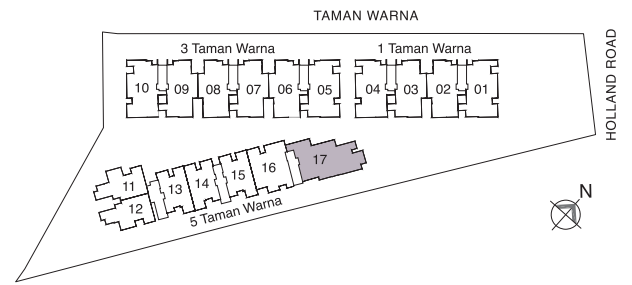 TAMAN WARNA
HOLLAND ROAD
3 Taman Warna
1 Taman Warna
10 09 08 07 06 05 04 03 02 01
17
16
15
14
13
11
12
5 Taman Warna
N